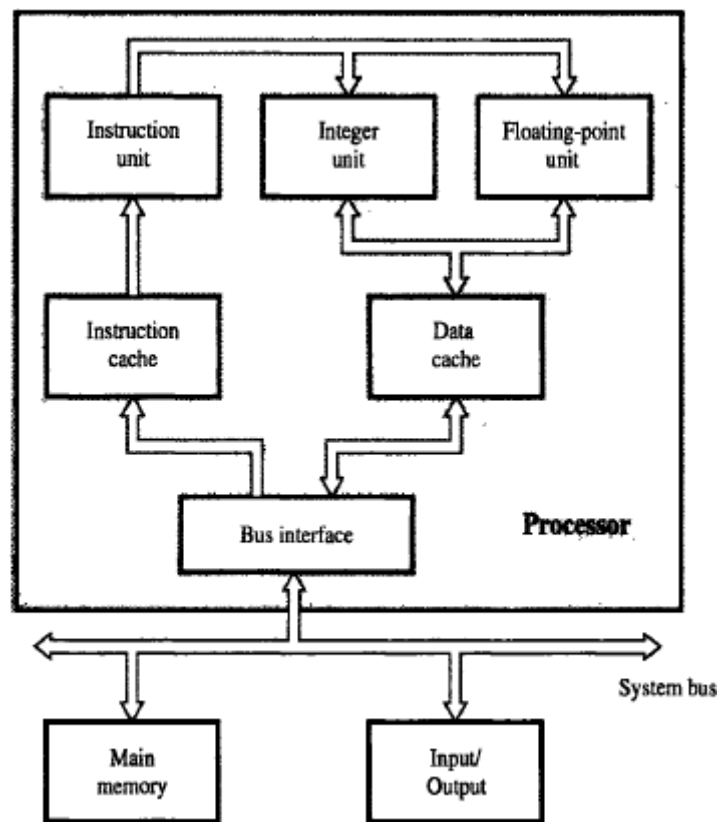 Instruction
unit
Integer
unit
Floating-point
unit
Instruction
cache
Data
cache
Bus interface
Processor
System bus
Main
memory
Input/
Output